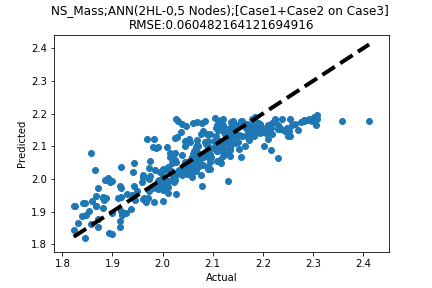 NS_Mass;ANN(2HL-0,5 Nodes);[Case1+Case2 on Case3]
RMSE:0.060482164121694916
2.4
2.3
2.2
2.1
2.0
1.9
1.8
Predicted
1.8 1.9 2.0 2.1 2.2 2.3 2.4
Actual